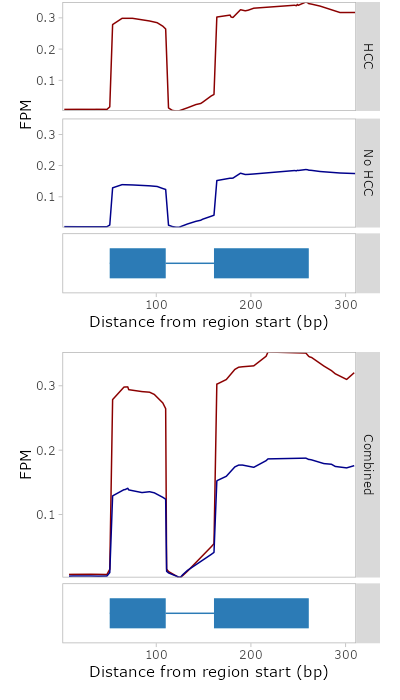 0.3
0.2
0.1
HCC
FPM
0.3
0.2
0.1
No HCC
100
200
300
Distance from region start (bp)
0.3
0.2
0.1
FPM
Combined
100
200
300
Distance from region start (bp)